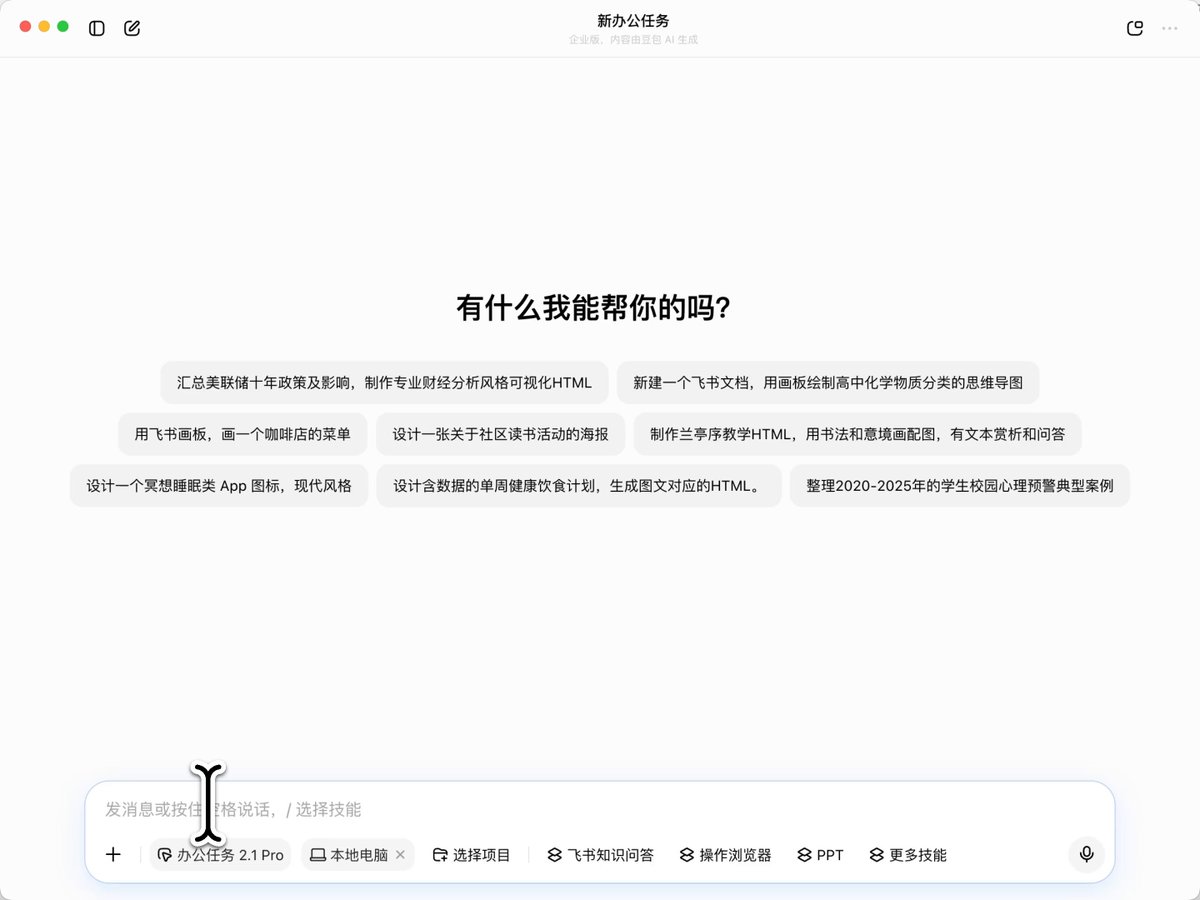 新办公任务
企业版，内容由豆包 AI 生成
有什么我能帮你的吗？
汇总美联储十年政策及影响，制作专业财经分析风格可视化HTML
新建一个飞书文档，用画板绘制高中化学物质分类的思维导图
用飞书画板，画一个咖啡店的菜单
设计一张关于社区读书活动的海报
制作兰亭序教学HTML，用书法和意境画配图，有文本赏析和问答
设计一个冥想睡眠类 App 图标，现代风格
设计含数据的单周健康饮食计划，生成图文对应的HTML。
整理2020-2025年的学生校园心理预警典型案例
发消息或按住空格说话，/ 选择技能
办公任务 2.1 Pro
本地电脑
选择项目
飞书知识问答
操作浏览器
PPT
更多技能